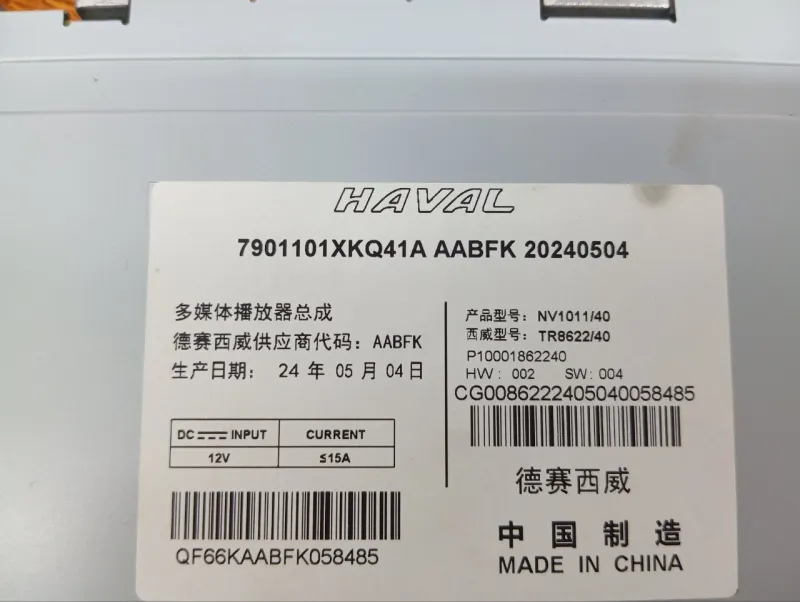 HAVAL
7901101XKQ41A AABFK 20240504
多媒体播放器总成
德赛西威供应商代码: AABFK
生产日期: 24 年 05 月 04 日
DC INPUT CURRENT
12V ≤15A
QF66KAABFK058485
产品型号: NV1011/40
西威型号: TR8622/40
P10001862240
HW: 002 SW: 004
CG0086222405040058485
德赛西威
中国制造
MADE IN CHINA